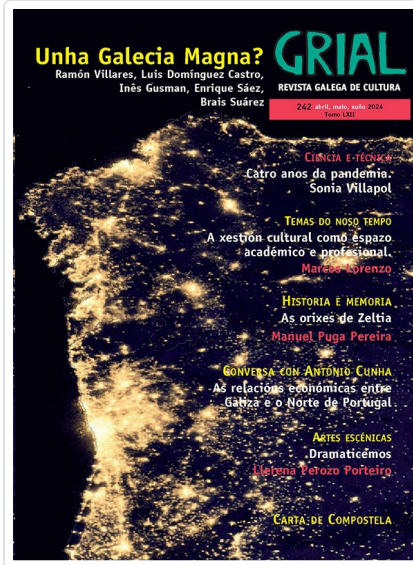 Unha Galecia Magna?
Ramón Villares, Luis Domínguez Castro,
Inês Gusman, Enrique Sáez,
Brais Suárez
GRIAL
REVISTA GALEGA DE CULTURA
242 abril, maio, xuño 2024
Tomo LXII
CIENCIA E TÉCNICA
Catro anos da pandemia.
Sonia Villapol
TEMAS DO NOSO TEMPO
A xestión cultural como espazo
académico e profesional.
Marcos Lorenzo
HISTORIA E MEMORIA
As orixes de Zeltia
Manuel Puga Pereira
CONVERSA CON ANTÓNIO CUNHA
As relacións económicas entre
Galiza e o Norte de Portugal
ARTES ESCÉNICAS
Dramaticémos
Llerena Perozo Porteiro
CARTA DE COMPOSTELA